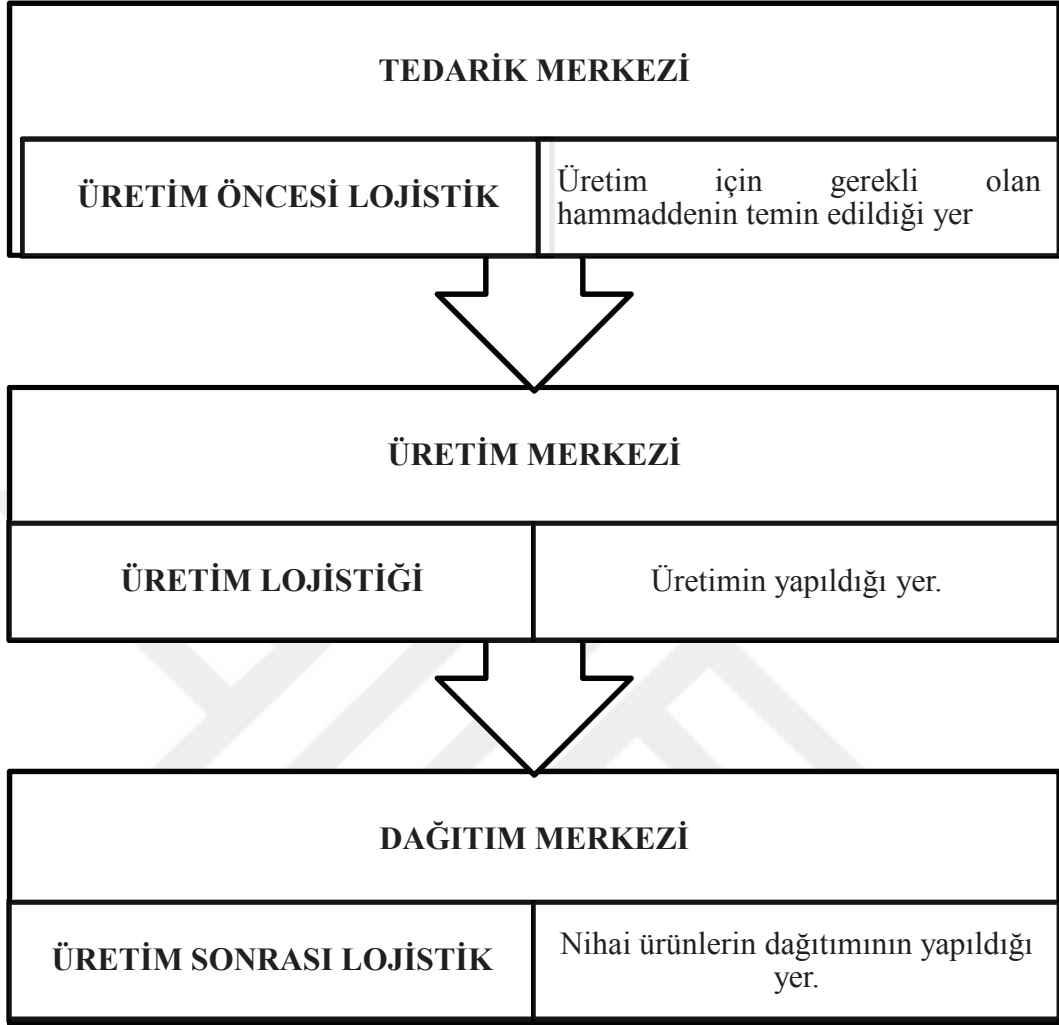 TEDARİK MERKEZİ
ÜRETİM ÖNCESİ LOJİSTİK
Üretim için gerekli olan
hammaddenin temin edildiği yer
ÜRETİM MERKEZİ
ÜRETİM LOJİSTİĞİ
Üretimin yapıldığı yer.
DAĞITIM MERKEZİ
ÜRETİM SONRASI LOJİSTİK
Nihai ürünlerin dağıtımının yapıldığı
yer.